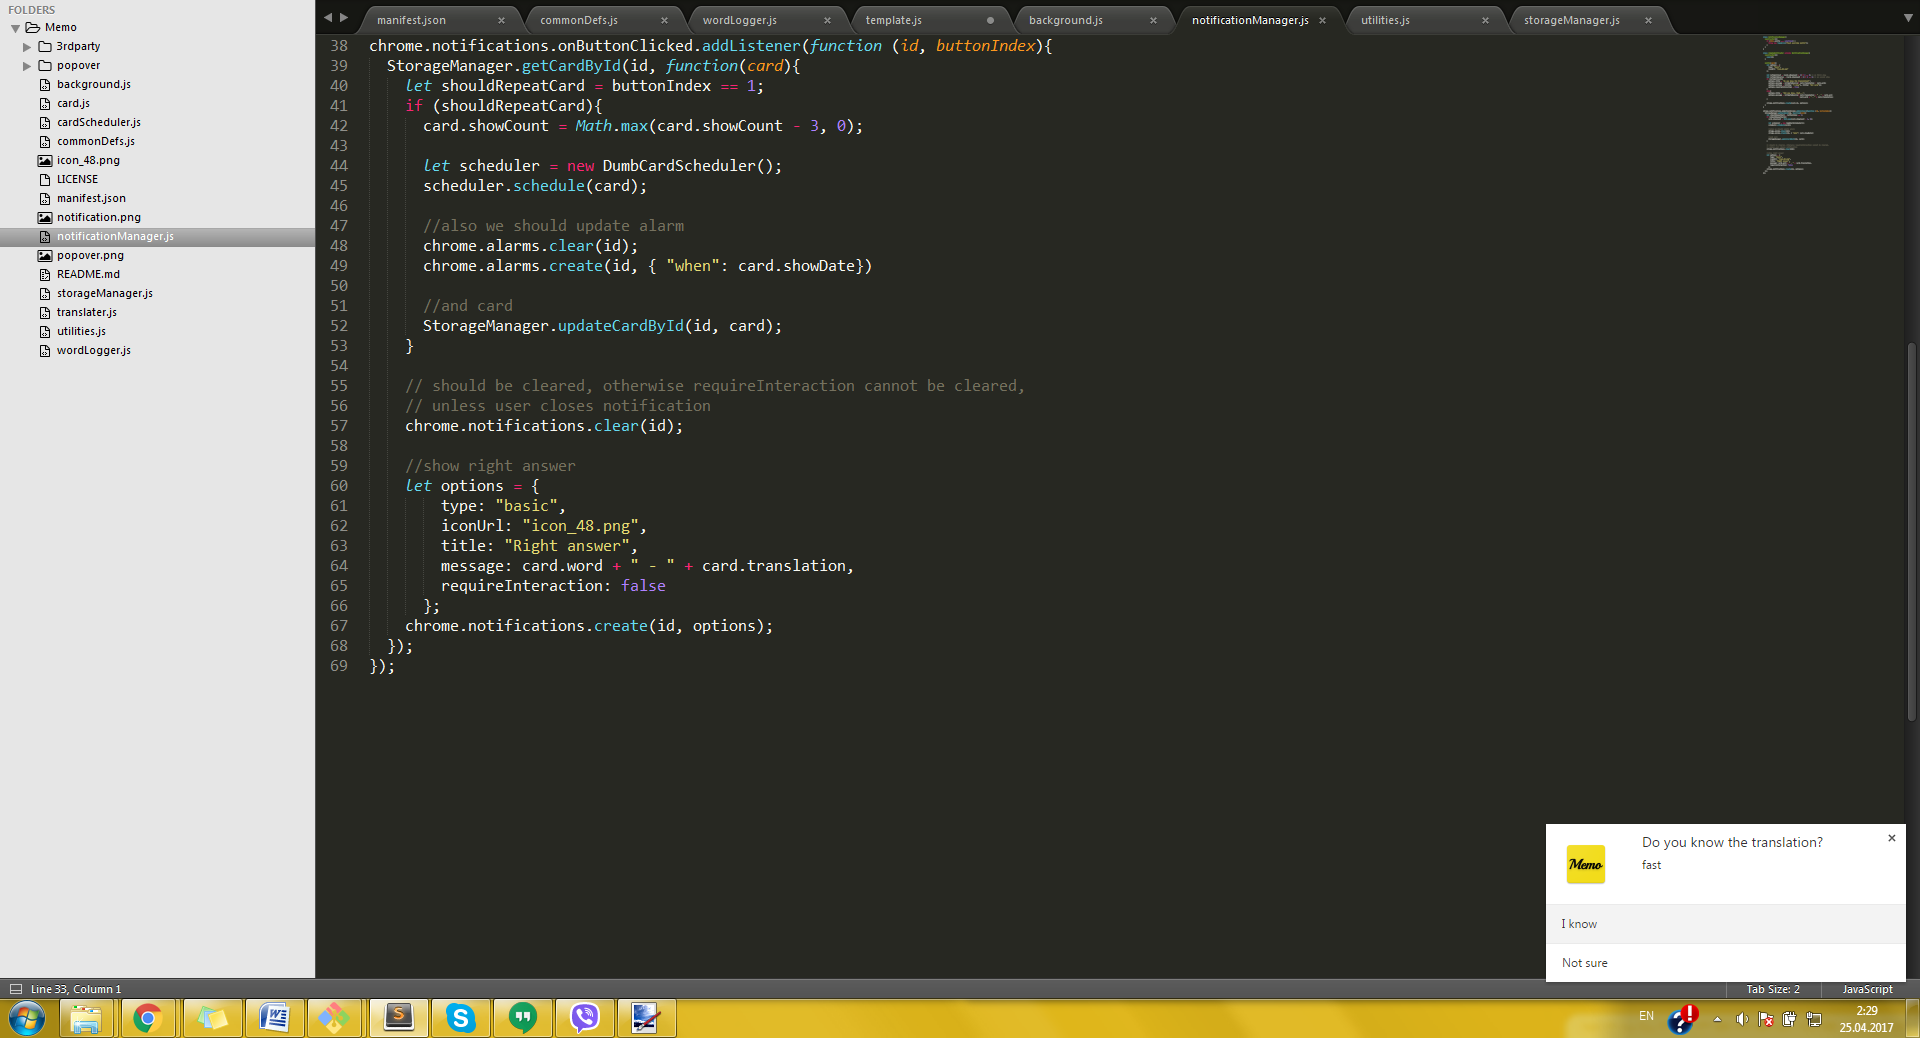 FOLDERS
Memo
3rdparty
popover
background.js
card.js
cardScheduler.js
commonDefs.js
icon_48.png
LICENSE
manifest.json
notification.png
notificationManager.js
popover.png
README.md
storageManager.js
translater.js
utilities.js
wordLogger.js
manifest.json × commonDefs.js × wordLogger.js × template.js background.js × notificationManager.js × utilities.js × storageManager.js ×
38 chrome.notifications.onButtonClicked.addListener(function (id, buttonIndex){
39 StorageManager.getCardById(id, function(card){
40 let shouldRepeatCard = buttonIndex == 1;
41 if (shouldRepeatCard){
42 card.showCount = Math.max(card.showCount - 3, 0);
43
44 let scheduler = new DumbCardScheduler();
45 scheduler.schedule(card);
46
47 //also we should update alarm
48 chrome.alarms.clear(id);
49 chrome.alarms.create(id, { "when": card.showDate})
50
51 //and card
52 StorageManager.updateCardById(id, card);
53 }
54
55 // should be cleared, otherwise requireInteraction cannot be cleared,
56 // unless user closes notification
57 chrome.notifications.clear(id);
58
59 //show right answer
60 let options = {
61 type: "basic",
62 iconUrl: "icon_48.png",
63 title: "Right answer",
64 message: card.word + " - " + card.translation,
65 requireInteraction: false
66 };
67 chrome.notifications.create(id, options);
68 });
69 });
Do you know the translation? ×
Memo
fast
I know
Not sure
Line 33, Column 1
Tab Size: 2
JavaScript
EN
2:29
25.04.2017